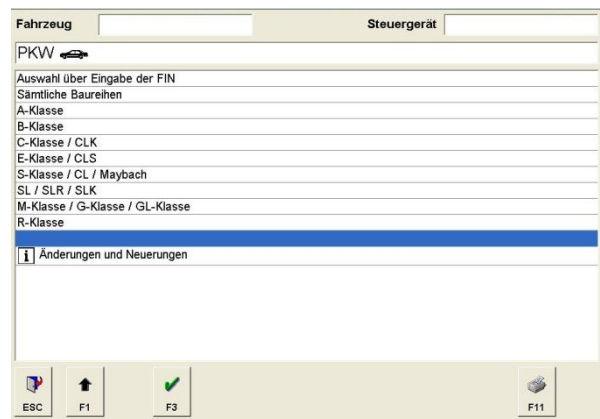 Fahrzeug Steuergerät
PKW
Auswahl über Eingabe der FIN
Sämtliche Baureihen
A-Klasse
B-Klasse
C-Klasse / CLK
E-Klasse / CLS
S-Klasse / CL / Maybach
SL / SLR / SLK
M-Klasse / G-Klasse / GL-Klasse
R-Klasse
i Änderungen und Neuerungen
ESC F1 F3 F11